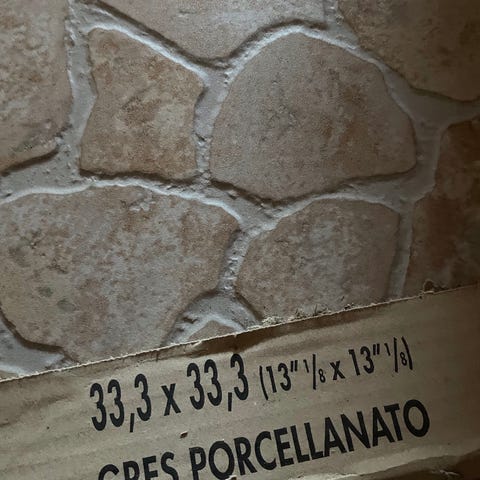 33,3 x 33,3 (13" 1/8 x 13" 1/8)
GRES PORCELLANATO